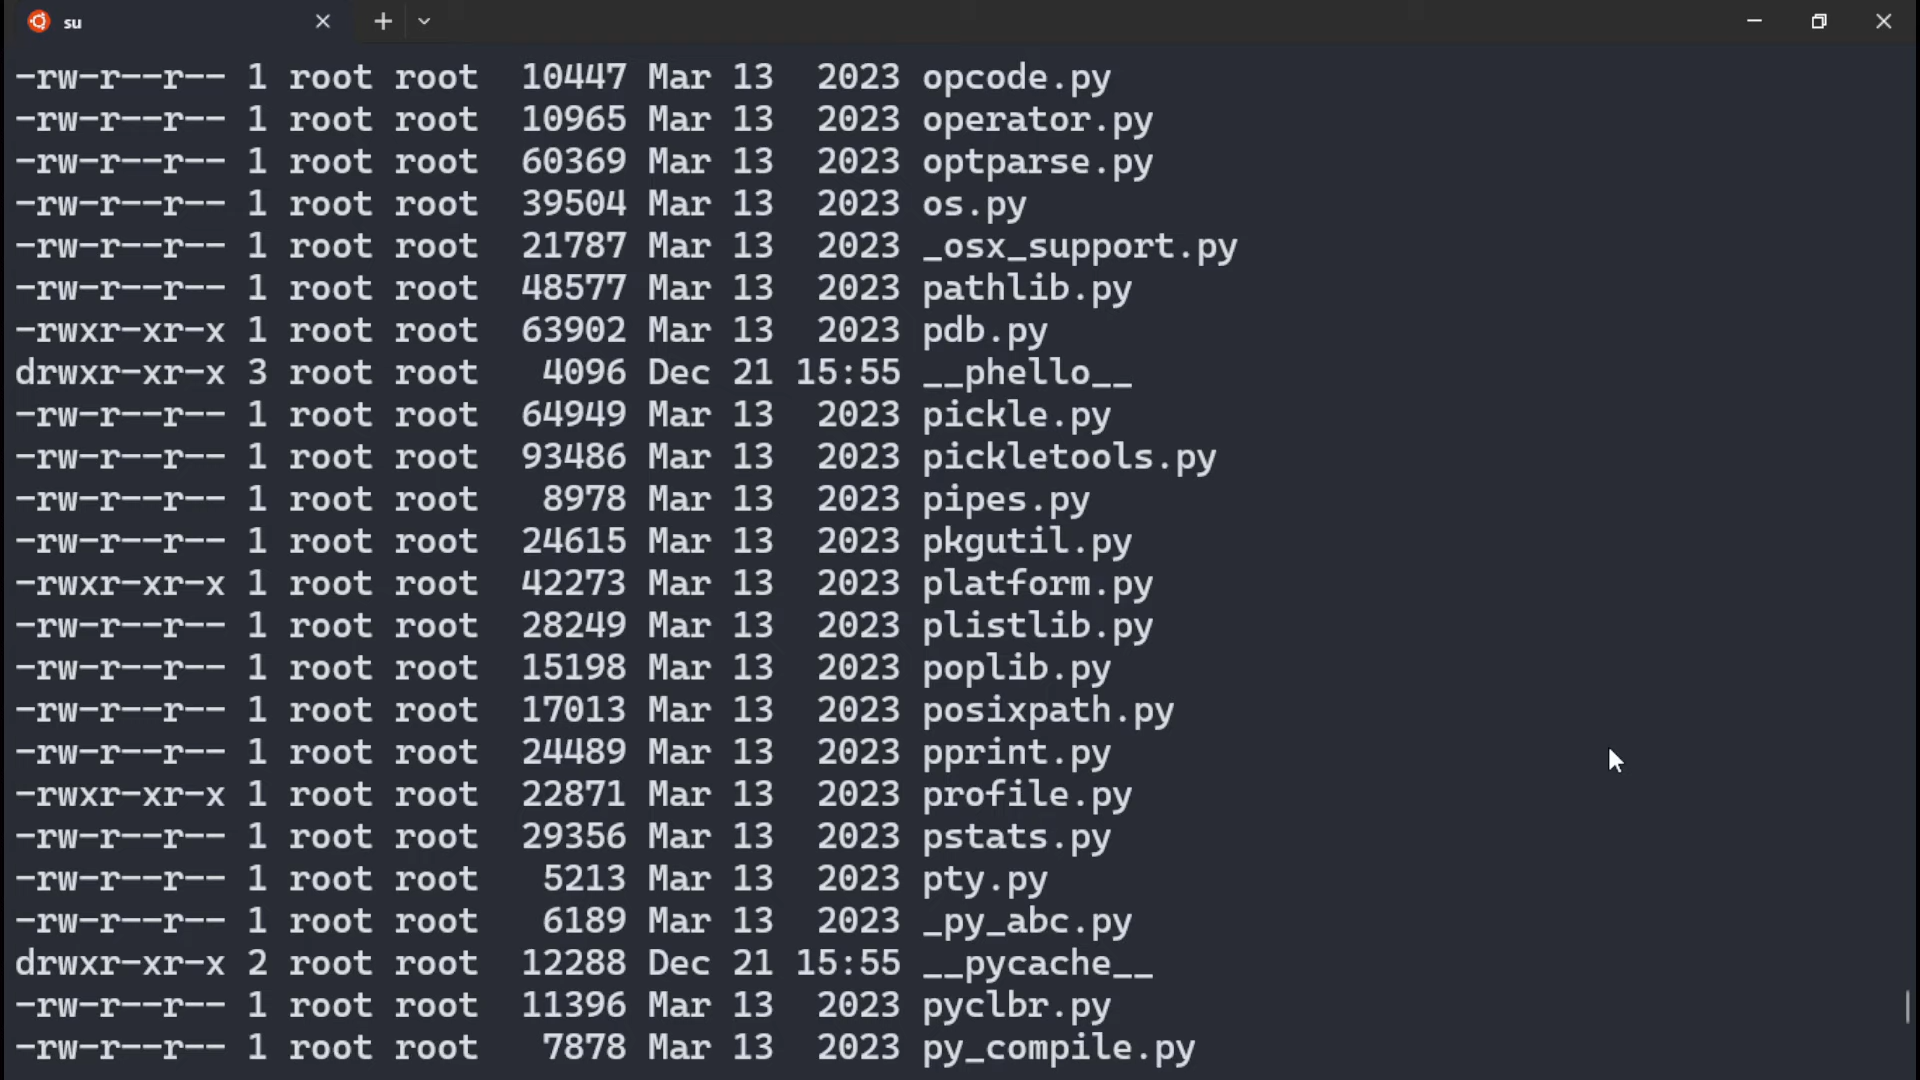 su
-rw-r--r-- 1 root root  10447 Mar 13  2023 opcode.py
-rw-r--r-- 1 root root  10965 Mar 13  2023 operator.py
-rw-r--r-- 1 root root  60369 Mar 13  2023 optparse.py
-rw-r--r-- 1 root root  39504 Mar 13  2023 os.py
-rw-r--r-- 1 root root  21787 Mar 13  2023 _osx_support.py
-rw-r--r-- 1 root root  48577 Mar 13  2023 pathlib.py
-rwxr-xr-x 1 root root  63902 Mar 13  2023 pdb.py
drwxr-xr-x 3 root root   4096 Dec 21 15:55 __phello__
-rw-r--r-- 1 root root  64949 Mar 13  2023 pickle.py
-rw-r--r-- 1 root root  93486 Mar 13  2023 pickletools.py
-rw-r--r-- 1 root root   8978 Mar 13  2023 pipes.py
-rw-r--r-- 1 root root  24615 Mar 13  2023 pkgutil.py
-rwxr-xr-x 1 root root  42273 Mar 13  2023 platform.py
-rw-r--r-- 1 root root  28249 Mar 13  2023 plistlib.py
-rw-r--r-- 1 root root  15198 Mar 13  2023 poplib.py
-rw-r--r-- 1 root root  17013 Mar 13  2023 posixpath.py
-rw-r--r-- 1 root root  24489 Mar 13  2023 pprint.py
-rwxr-xr-x 1 root root  22871 Mar 13  2023 profile.py
-rw-r--r-- 1 root root  29356 Mar 13  2023 pstats.py
-rw-r--r-- 1 root root   5213 Mar 13  2023 pty.py
-rw-r--r-- 1 root root   6189 Mar 13  2023 _py_abc.py
drwxr-xr-x 2 root root  12288 Dec 21 15:55 __pycache__
-rw-r--r-- 1 root root  11396 Mar 13  2023 pyclbr.py
-rw-r--r-- 1 root root   7878 Mar 13  2023 py_compile.py